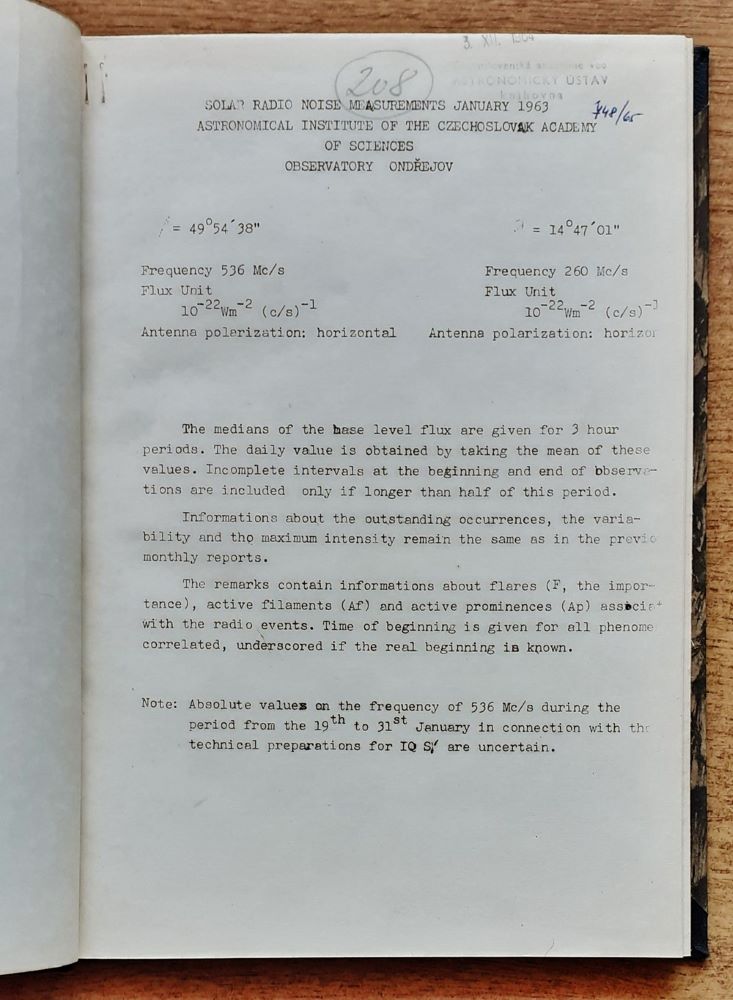 3. XII. 1964
ASTRONOMICKÝ ÚSTAV
knihovna
208
748/65
SOLAR RADIO NOISE MEASUREMENTS JANUARY 1963
ASTRONOMICAL INSTITUTE OF THE CZECHOSLOVAK ACADEMY
OF SCIENCES
OBSERVATORY ONDŘEJOV
= 49°54´38" = 14°47´01"
Frequency 536 Mc/s Frequency 260 Mc/s
Flux Unit Flux Unit
10-22Wm-2 (c/s)-1 10-22Wm-2 (c/s)-1
Antenna polarization: horizontal Antenna polarization: horizon
The medians of the base level flux are given for 3 hour
periods. The daily value is obtained by taking the mean of these
values. Incomplete intervals at the beginning and end of observa-
tions are included only if longer than half of this period.
Informations about the outstanding occurrences, the varia-
bility and the maximum intensity remain the same as in the previo
monthly reports.
The remarks contain informations about flares (F, the impor-
tance), active filaments (Af) and active prominences (Ap) associat
with the radio events. Time of beginning is given for all phenome
correlated, underscored if the real beginning is known.
Note: Absolute values on the frequency of 536 Mc/s during the
period from the 19th to 31st January in connection with the
technical preparations for IQ SY are uncertain.